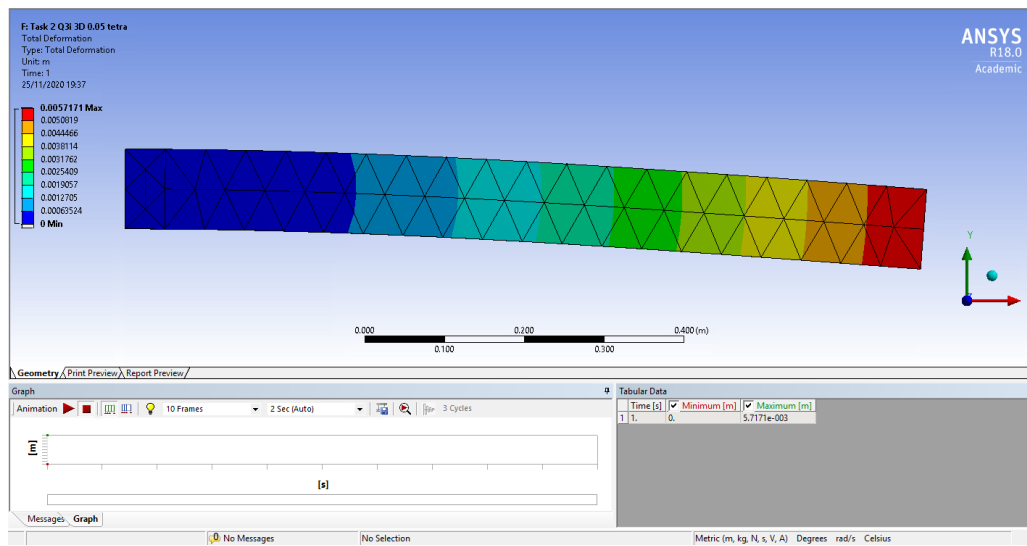 F: Task 2 Q3i 3D 0.05 tetra
Total Deformation
Type: Total Deformation
Unit: m
Time: 1
25/11/2020 19:37
ANSYS
R18.0
Academic
0.0057171 Max
0.0050819
0.0044466
0.0038114
0.0031762
0.0025409
0.0019057
0.0012705
0.00063524
0 Min
Y
0.000 0.200 0.400 (m)
0.100 0.300
Geometry Print Preview Report Preview
Graph
Animation 10 Frames 2 Sec (Auto) 3 Cycles
[m]
[s]
Messages Graph
Tabular Data
Time [s] Minimum [m] Maximum [m]
1 1. 0. 5.7171e-003
0 No Messages No Selection Metric (m, kg, N, s, V, A) Degrees rad/s Celsius